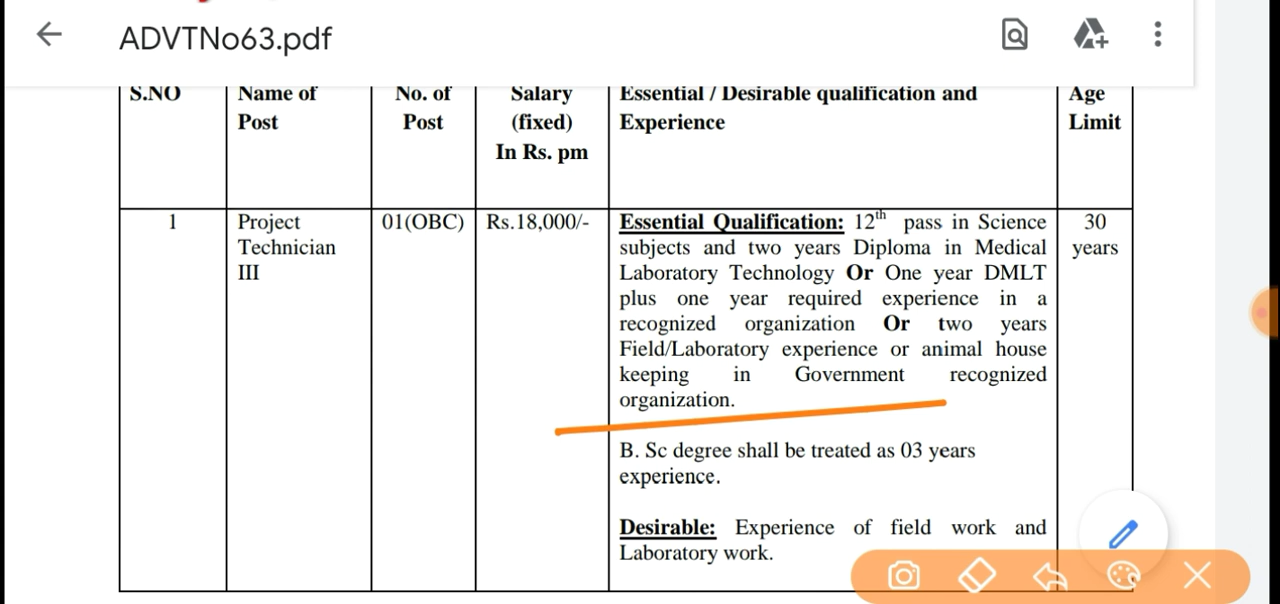 ADVTNo63.pdf
S.NO
Name of
Post
No. of
Post
Salary
(fixed)
In Rs. pm
Essential / Desirable qualification and
Experience
Age
Limit
1
Project
Technician
III
01(OBC)
Rs.18,000/-
Essential Qualification: 12th pass in Science
subjects and two years Diploma in Medical
Laboratory Technology Or One year DMLT
plus one year required experience in a
recognized organization Or two years
Field/Laboratory experience or animal house
keeping in Government recognized
organization.
B. Sc degree shall be treated as 03 years
experience.
Desirable: Experience of field work and
Laboratory work.
30
years